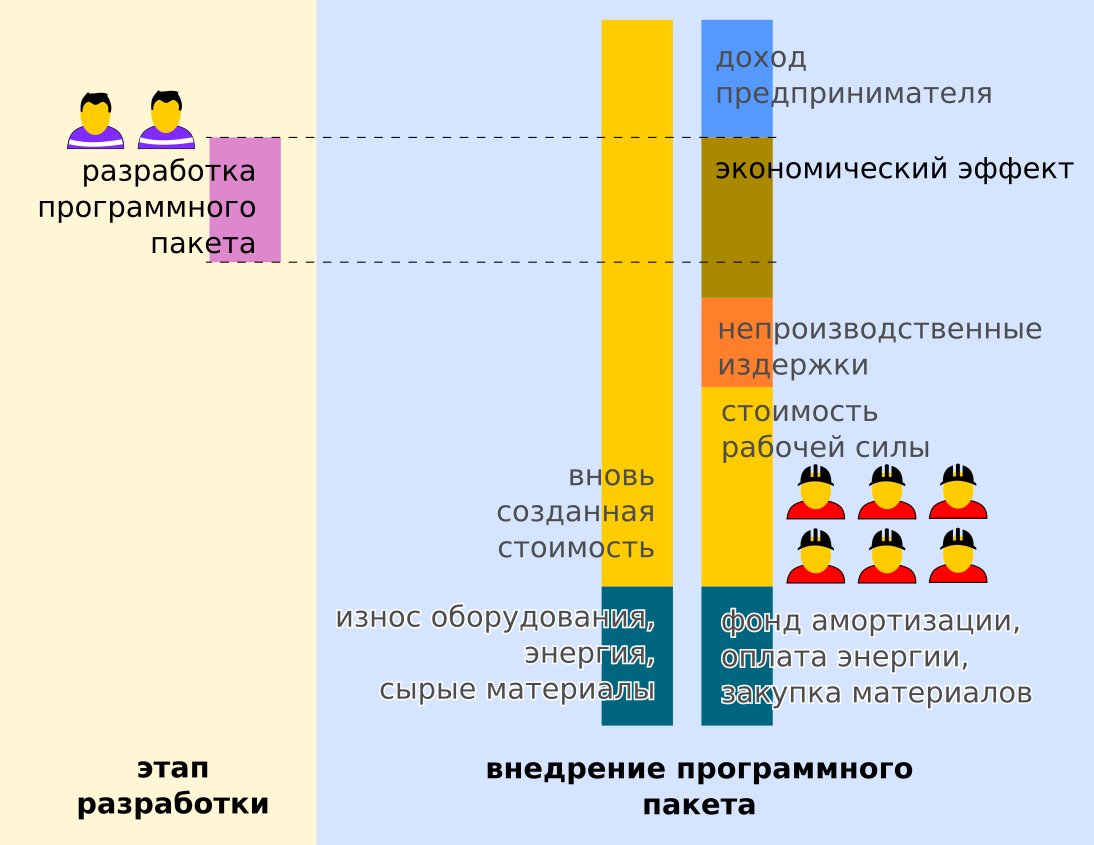 разработка
программного
пакета
этап
разработки
доход
предпринимателя
экономический эффект
непроизводственные
издержки
стоимость
рабочей силы
вновь
созданная
стоимость
износ оборудования,
энергия,
сырые материалы
фонд амортизации,
оплата энергии,
закупка материалов
внедрение программного
пакета